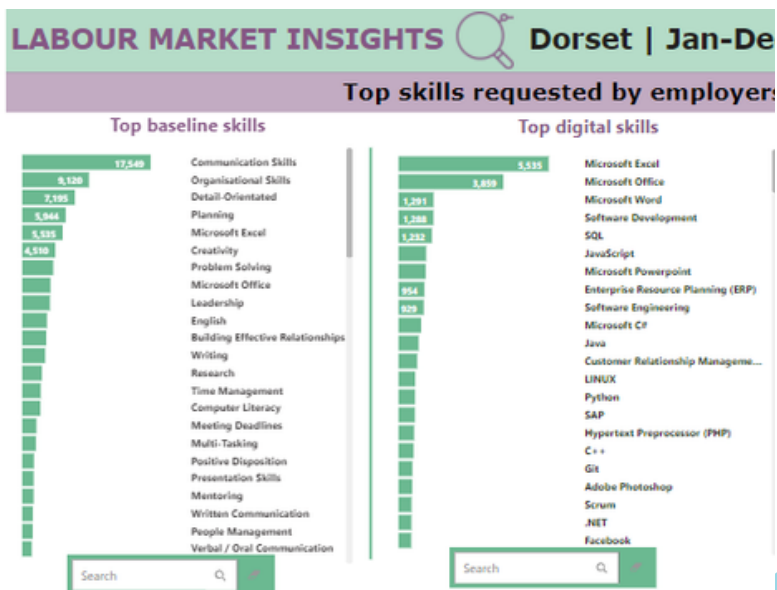 LABOUR MARKET INSIGHTS
Dorset | Jan-De
Top skills requested by employers
Top baseline skills
17,549 Communication Skills
9,120 Organisational Skills
7,195 Detail-Orientated
5,944 Planning
5,535 Microsoft Excel
4,510 Creativity
Problem Solving
Microsoft Office
Leadership
English
Building Effective Relationships
Writing
Research
Time Management
Computer Literacy
Meeting Deadlines
Multi-Tasking
Positive Disposition
Presentation Skills
Mentoring
Written Communication
People Management
Verbal / Oral Communication
Search
Top digital skills
5,535 Microsoft Excel
3,859 Microsoft Office
1,291 Microsoft Word
1,288 Software Development
1,252 SQL
JavaScript
Microsoft Powerpoint
954 Enterprise Resource Planning (ERP)
929 Software Engineering
Microsoft C#
Java
Customer Relationship Manageme...
LINUX
Python
SAP
Hypertext Preprocessor (PHP)
C++
Git
Adobe Photoshop
Scrum
.NET
Facebook
Search